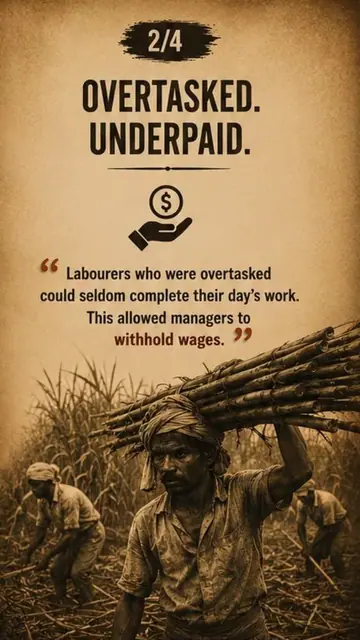 2/4
OVERTASKED.
UNDERPAID.
$
“ Labourers who were overtasked
could seldom complete their day's work.
This allowed managers to
withhold wages. ”